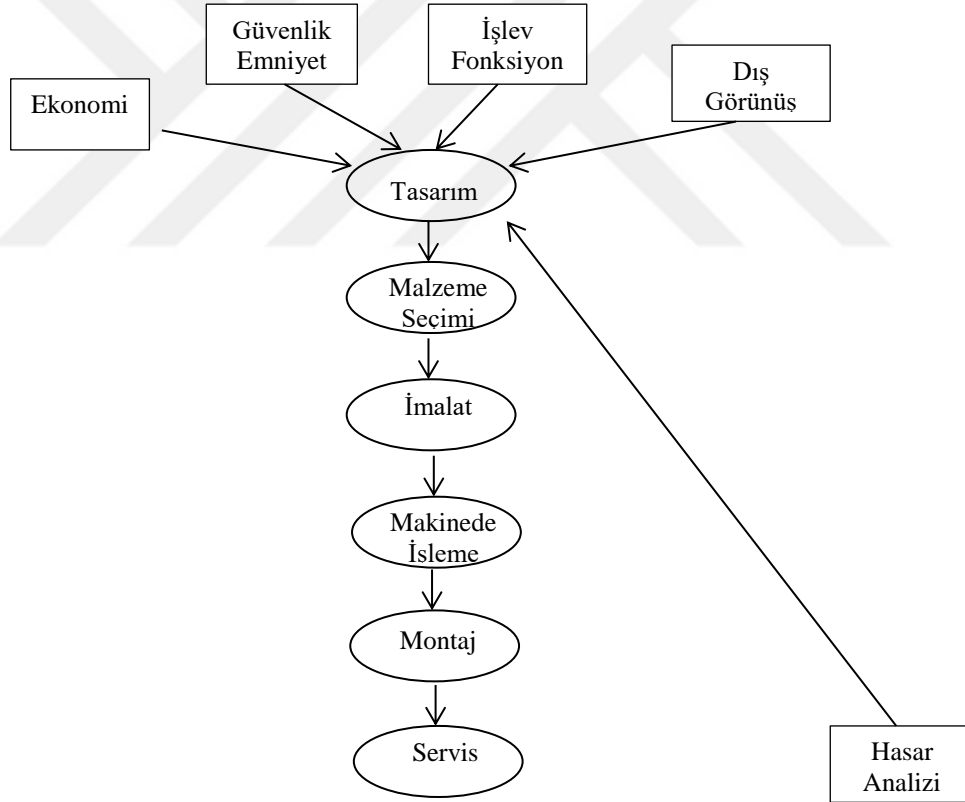 Güvenlik
Emniyet
İşlev
Fonksiyon
Dış
Görünüş
Ekonomi
Tasarım
Malzeme
Seçimi
İmalat
Makinede
İsleme
Montaj
Servis
Hasar
Analizi